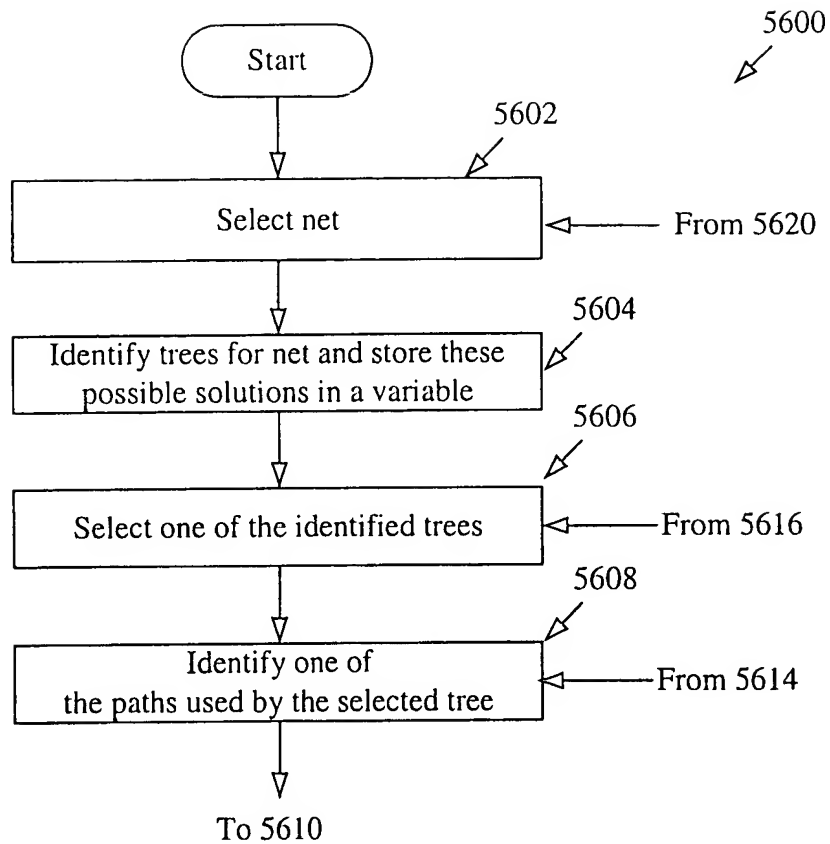 5600
Start
5602
Select net
From 5620
5604
Identify trees for net and store these
possible solutions in a variable
5606
Select one of the identified trees
From 5616
5608
Identify one of
the paths used by the selected tree
From 5614
To 5610